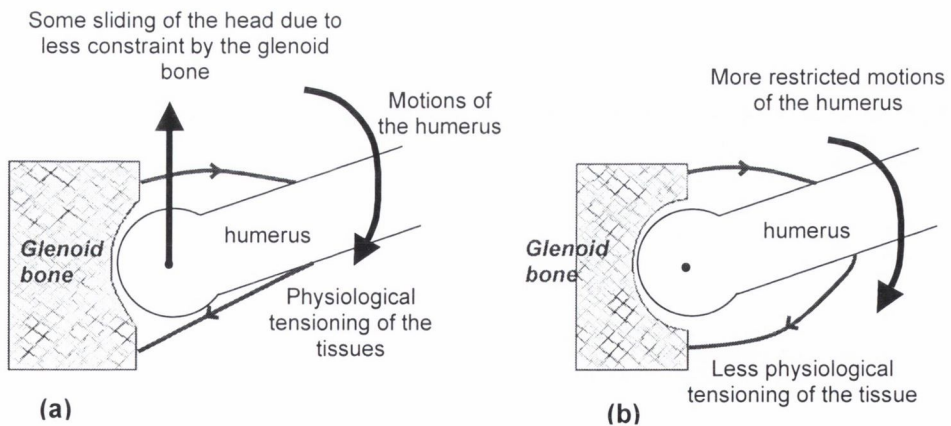 Some sliding of the head due to
less constraint by the glenoid
bone
Motions of
the humerus
Glenoid
bone
humerus
Physiological
tensioning of the
tissues
(a)
More restricted motions
of the humerus
Glenoid
bone
humerus
Less physiological
tensioning of the tissue
(b)